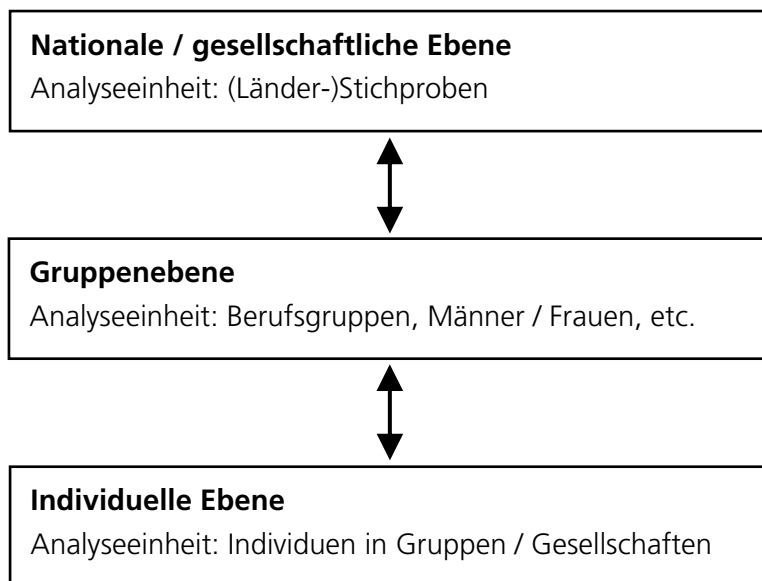 Nationale / gesellschaftliche Ebene
Analyseeinheit: (Länder-)Stichproben
Gruppenebene
Analyseeinheit: Berufsgruppen, Männer / Frauen, etc.
Individuelle Ebene
Analyseeinheit: Individuen in Gruppen / Gesellschaften